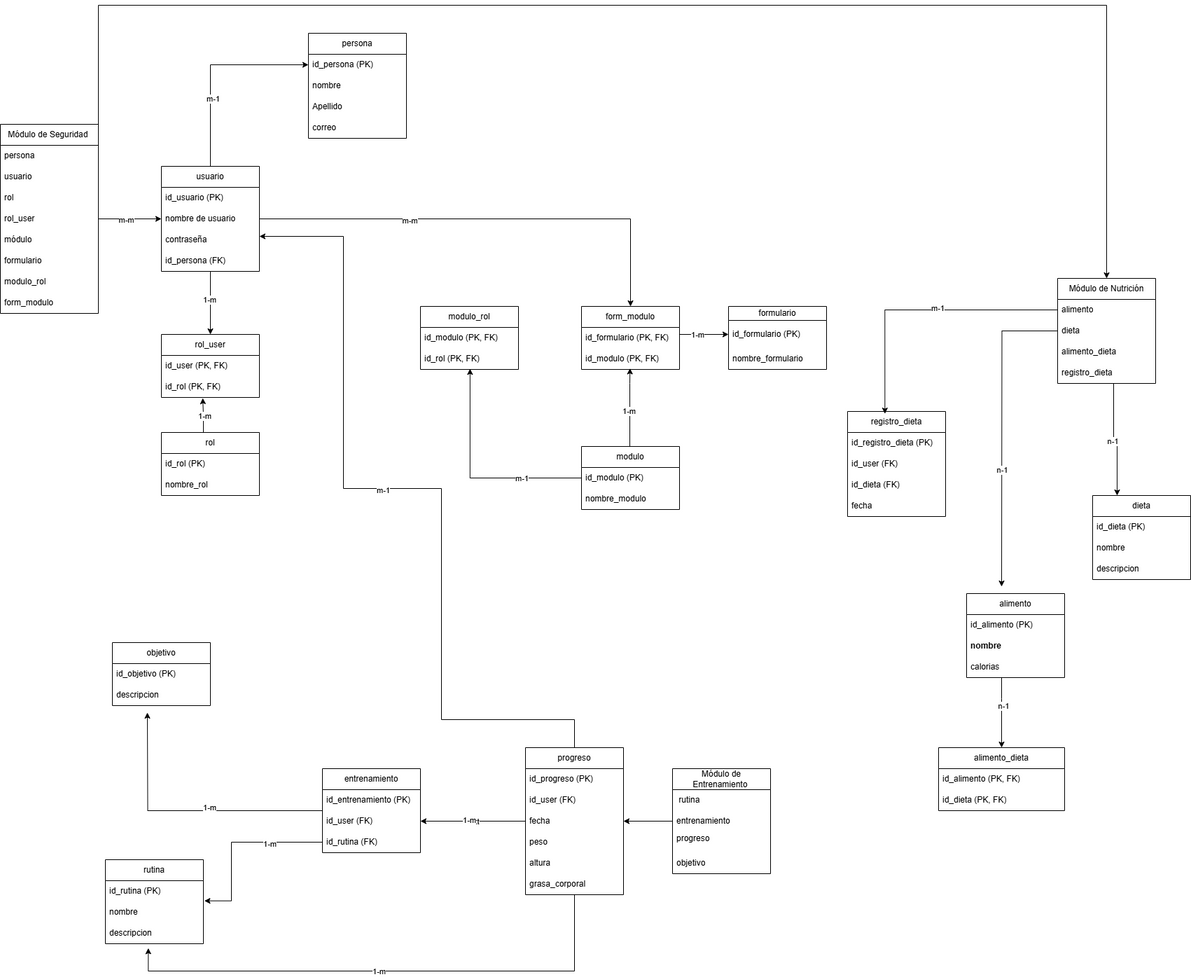 persona
id_persona (PK)
nombre
Apellido
correo
m-1
Módulo de Seguridad
persona
usuario
rol
rol_user
módulo
formulario
modulo_rol
form_modulo
m-m
usuario
id_usuario (PK)
nombre de usuario
contraseña
id_persona (FK)
m-m
1-m
rol_user
id_user (PK, FK)
id_rol (PK, FK)
1-m
rol
id_rol (PK)
nombre_rol
modulo_rol
id_modulo (PK, FK)
id_rol (PK, FK)
form_modulo
id_formulario (PK, FK)
id_modulo (PK, FK)
1-m
formulario
id_formulario (PK)
nombre_formulario
1-m
modulo
id_modulo (PK)
nombre_modulo
m-1
m-1
Módulo de Nutrición
alimento
dieta
alimento_dieta
registro_dieta
m-1
registro_dieta
id_registro_dieta (PK)
id_user (FK)
id_dieta (FK)
fecha
n-1
n-1
dieta
id_dieta (PK)
nombre
descripcion
alimento
id_alimento (PK)
nombre
calorias
n-1
alimento_dieta
id_alimento (PK, FK)
id_dieta (PK, FK)
objetivo
id_objetivo (PK)
descripcion
1-m
entrenamiento
id_entrenamiento (PK)
id_user (FK)
id_rutina (FK)
1-m
progreso
id_progreso (PK)
id_user (FK)
fecha
peso
altura
grasa_corporal
Módulo de
Entrenamiento
rutina
entrenamiento
progreso
objetivo
1-m
rutina
id_rutina (PK)
nombre
descripcion
1-m